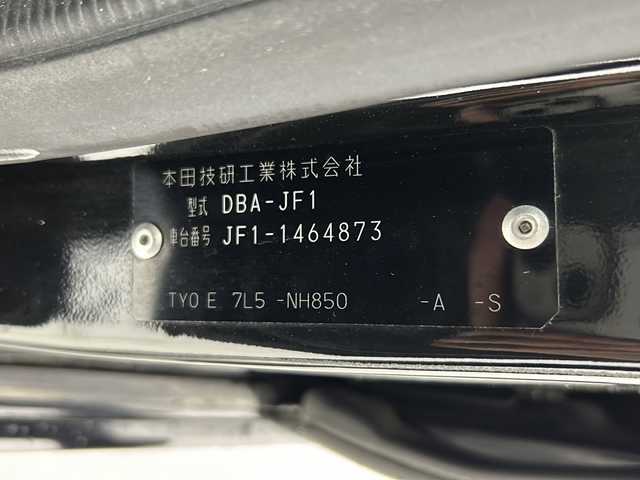 本田技研工業株式会社
型式 DBA-JF1
車台番号 JF1-1464873
TY0E 7L5 -NH850 -A -S